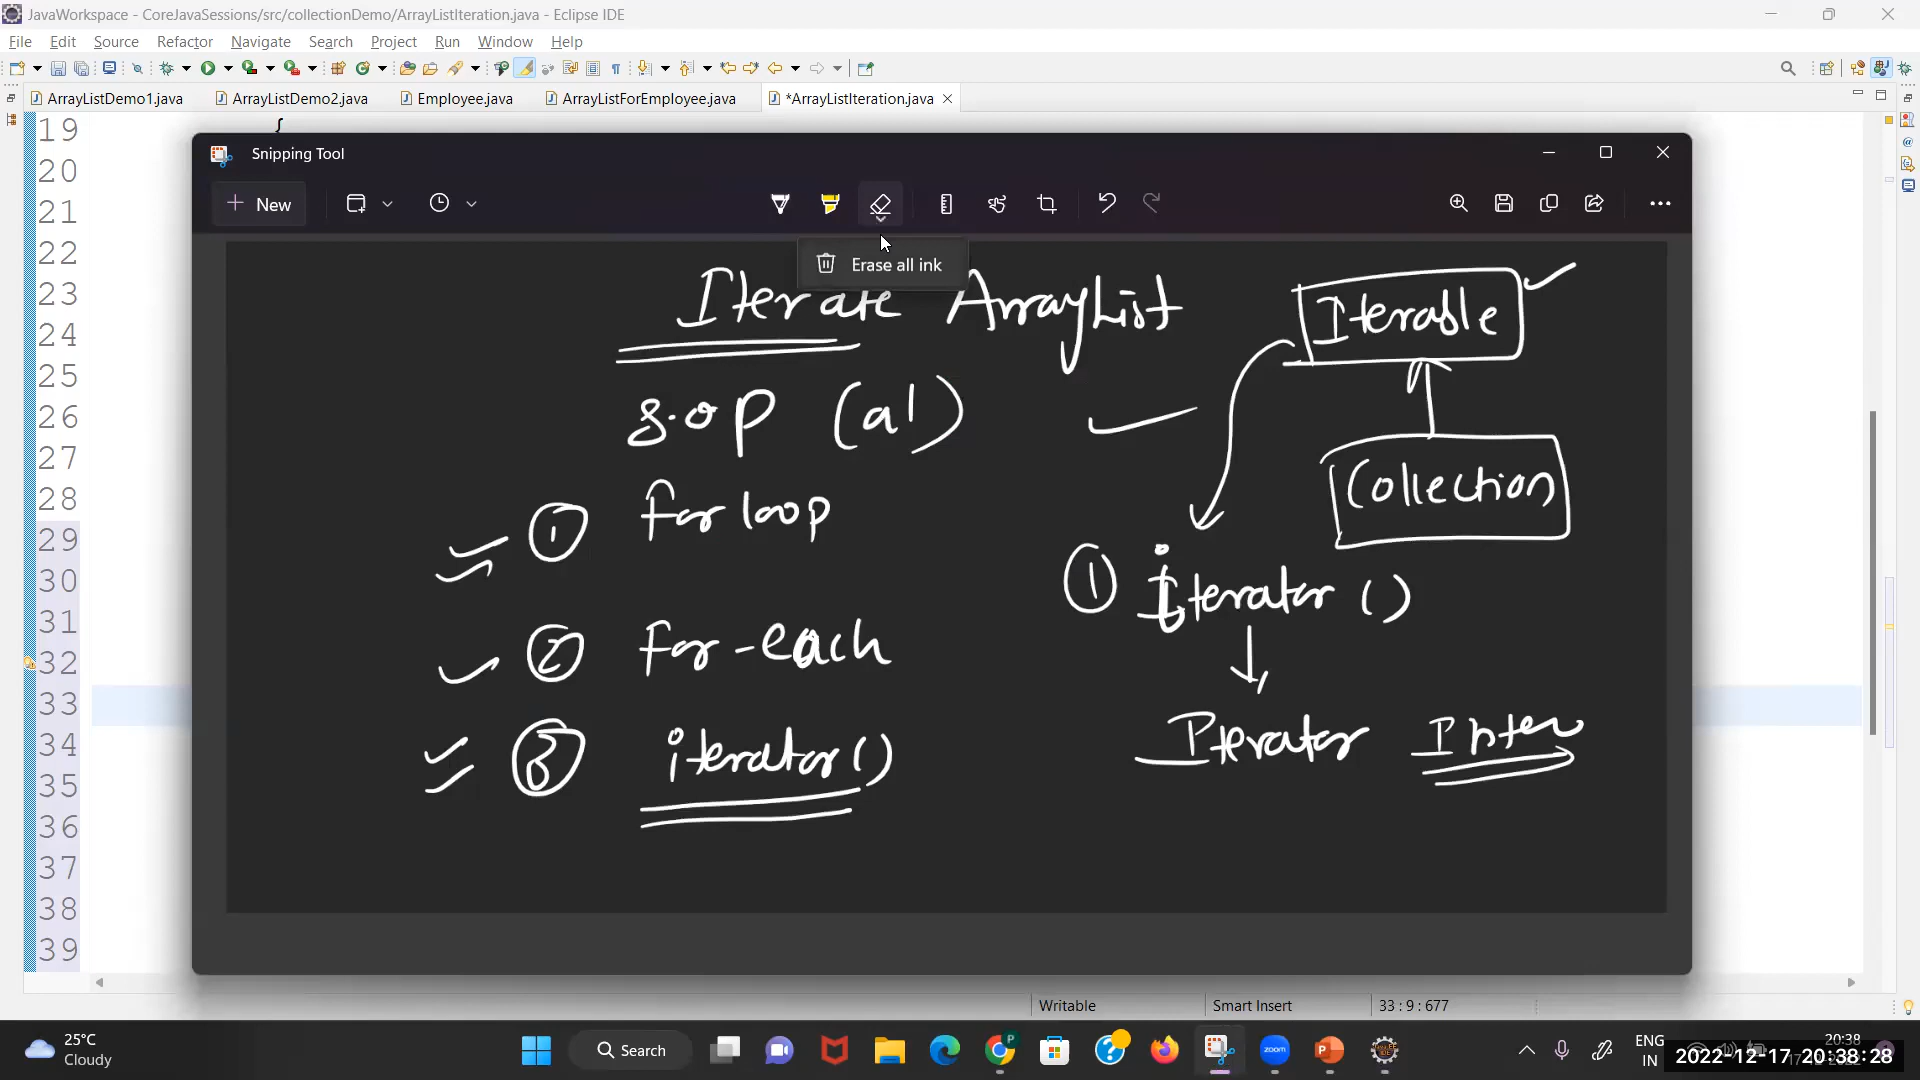 JavaWorkspace - CoreJavaSessions/src/collectionDemo/ArrayListIteration.java - Eclipse IDE
File Edit Source Refactor Navigate Search Project Run Window Help
ArrayListDemo1.java ArrayListDemo2.java Employee.java ArrayListForEmployee.java *ArrayListIteration.java
19 {
20
21
22
23
24
25
26
27
28
29
30
31
32
33
34
35
36
37
38
39
Snipping Tool
New
Erase all ink
Iterate ArrayList
s.o.p (al)
1 for loop
2 for-each
3 iterator()
Iterable
Collection
1 iterator ()
Iterator Inter
Writable Smart Insert 33 : 9 : 677
25°C
Cloudy
Search
zoom
ENG
IN
20:38
2022-12-17 20:38:28